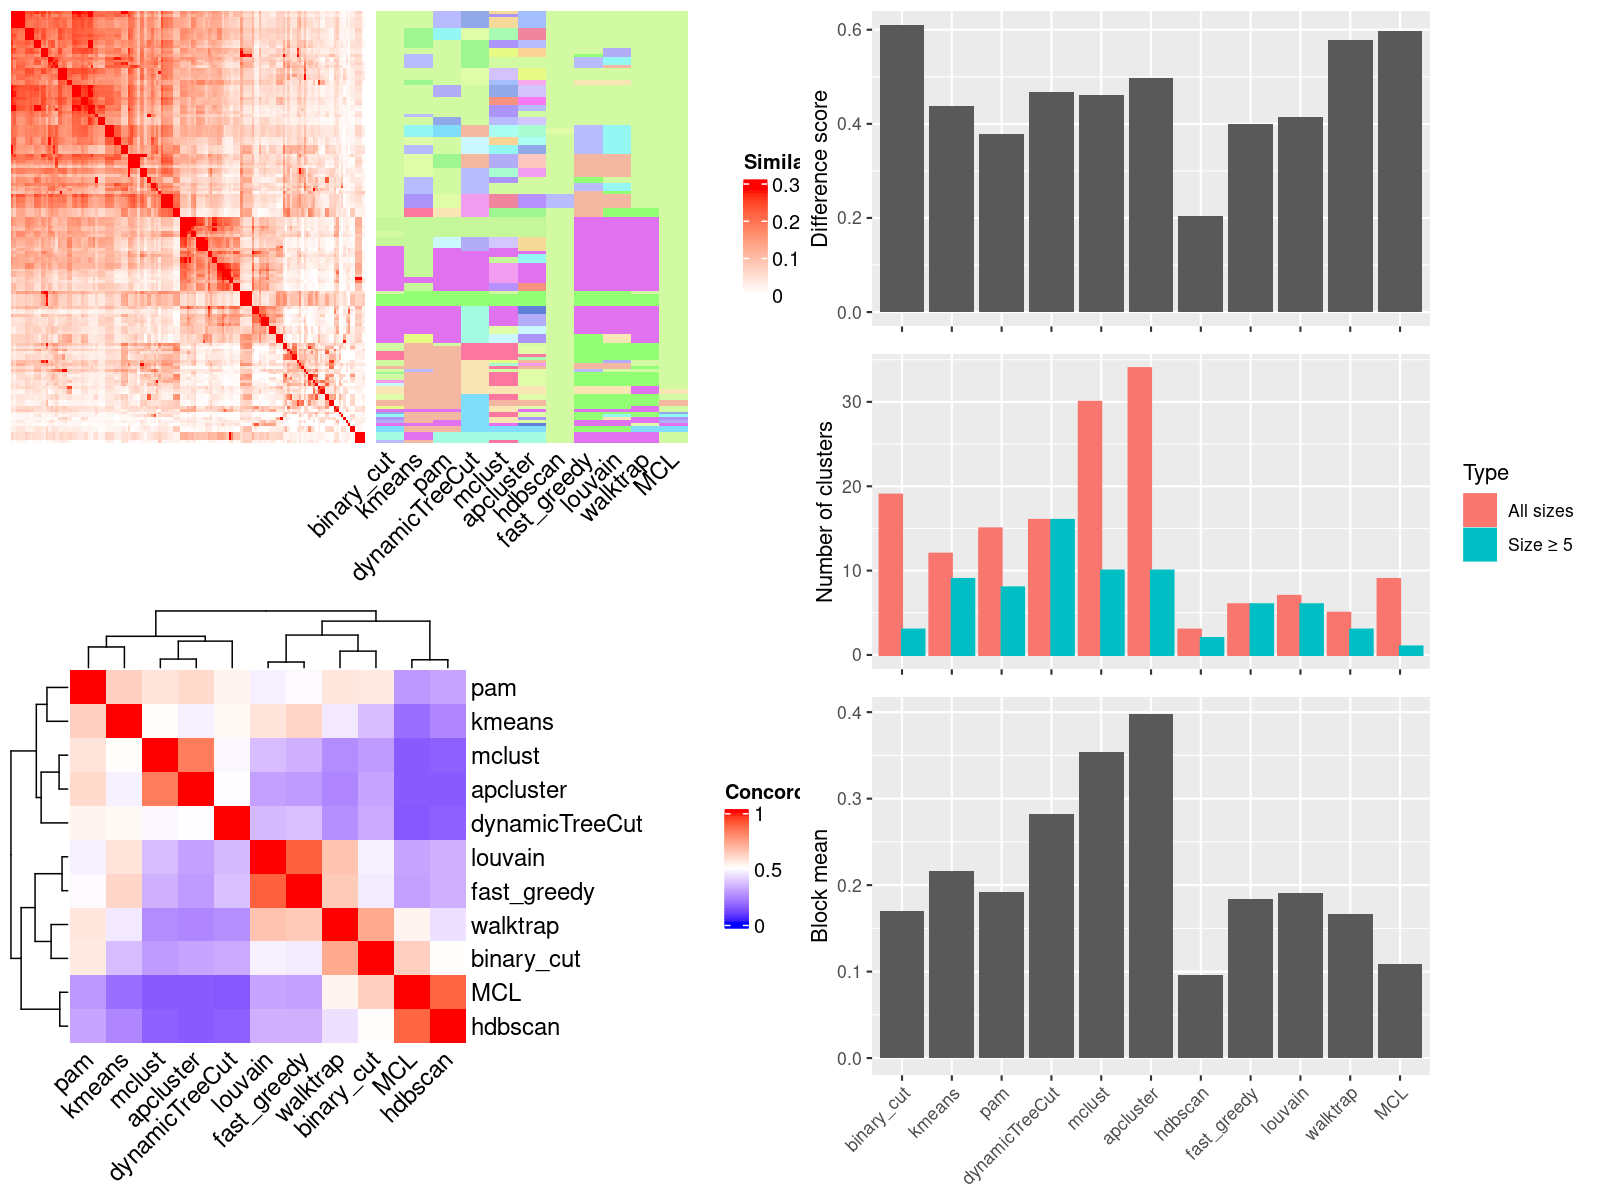 Simila
0.3
0.2
0.1
0
binary_cut
kmeans
pam
dynamicTreeCut
mclust
apcluster
hdbscan
fast_greedy
louvain
walktrap
MCL
pam
kmeans
mclust
apcluster
dynamicTreeCut
louvain
fast_greedy
walktrap
binary_cut
MCL
hdbscan
Concord
1
0.5
0
pam
kmeans
mclust
apcluster
dynamicTreeCut
louvain
fast_greedy
walktrap
binary_cut
MCL
hdbscan
Difference score
0.6
0.4
0.2
0.0
Number of clusters
30
20
10
0
Type
All sizes
Size ≥ 5
Block mean
0.4
0.3
0.2
0.1
0.0
binary_cut
kmeans
pam
dynamicTreeCut
mclust
apcluster
hdbscan
fast_greedy
louvain
walktrap
MCL